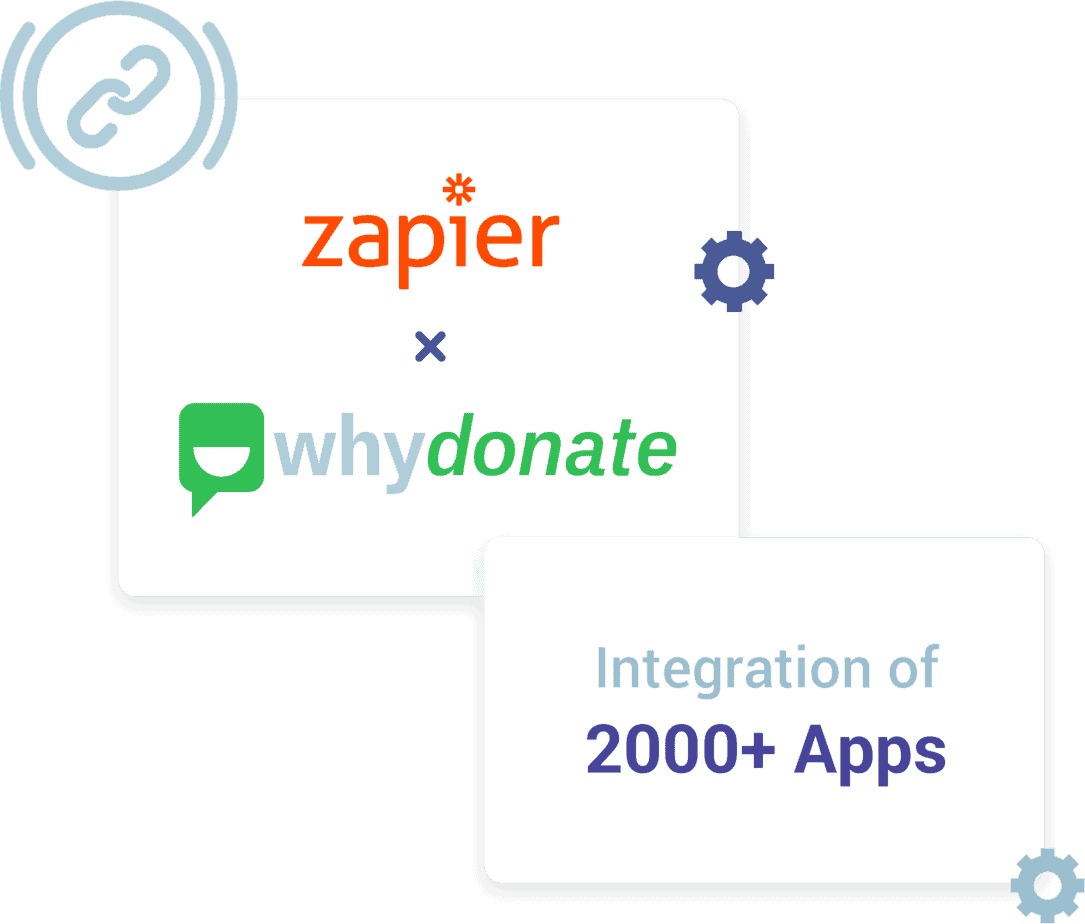 zapier
×
whydonate
Integration of
2000+ Apps